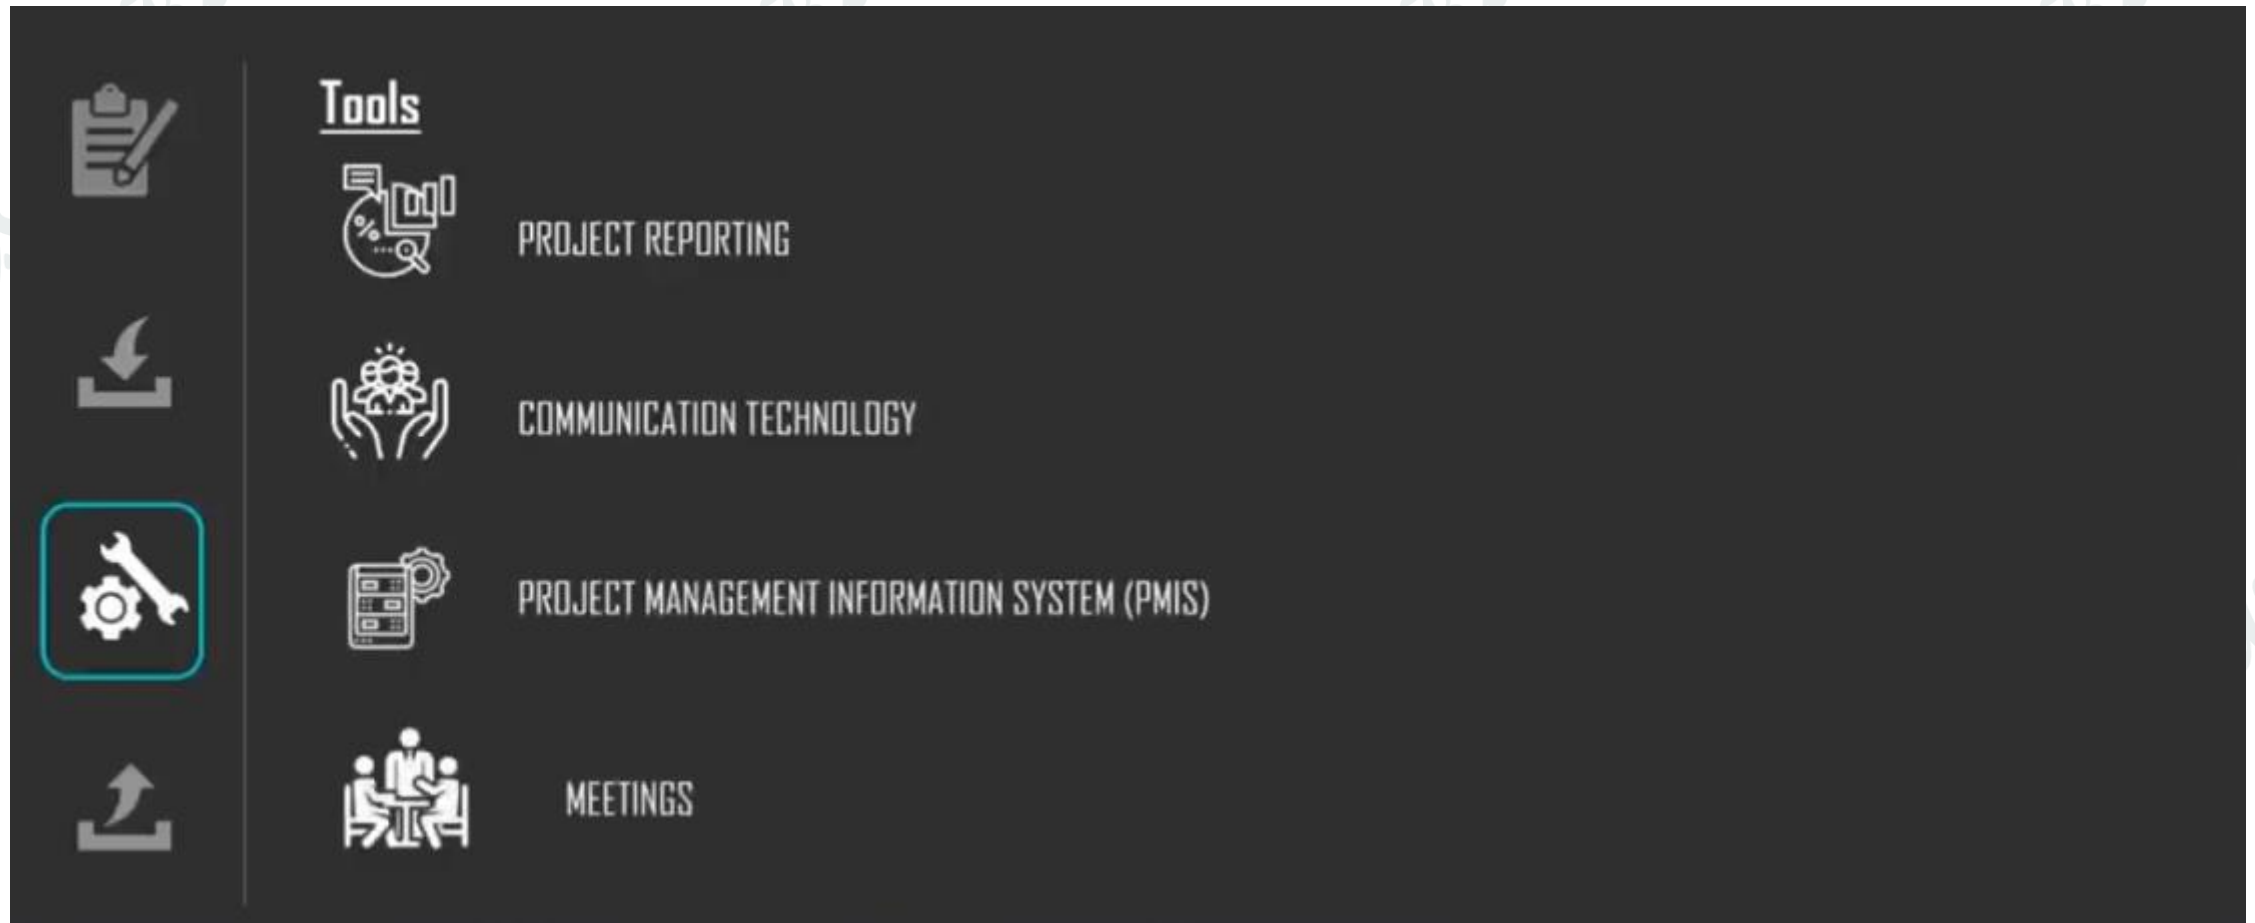 Tools
PROJECT REPORTING
COMMUNICATION TECHNOLOGY
PROJECT MANAGEMENT INFORMATION SYSTEM (PMIS)
MEETINGS